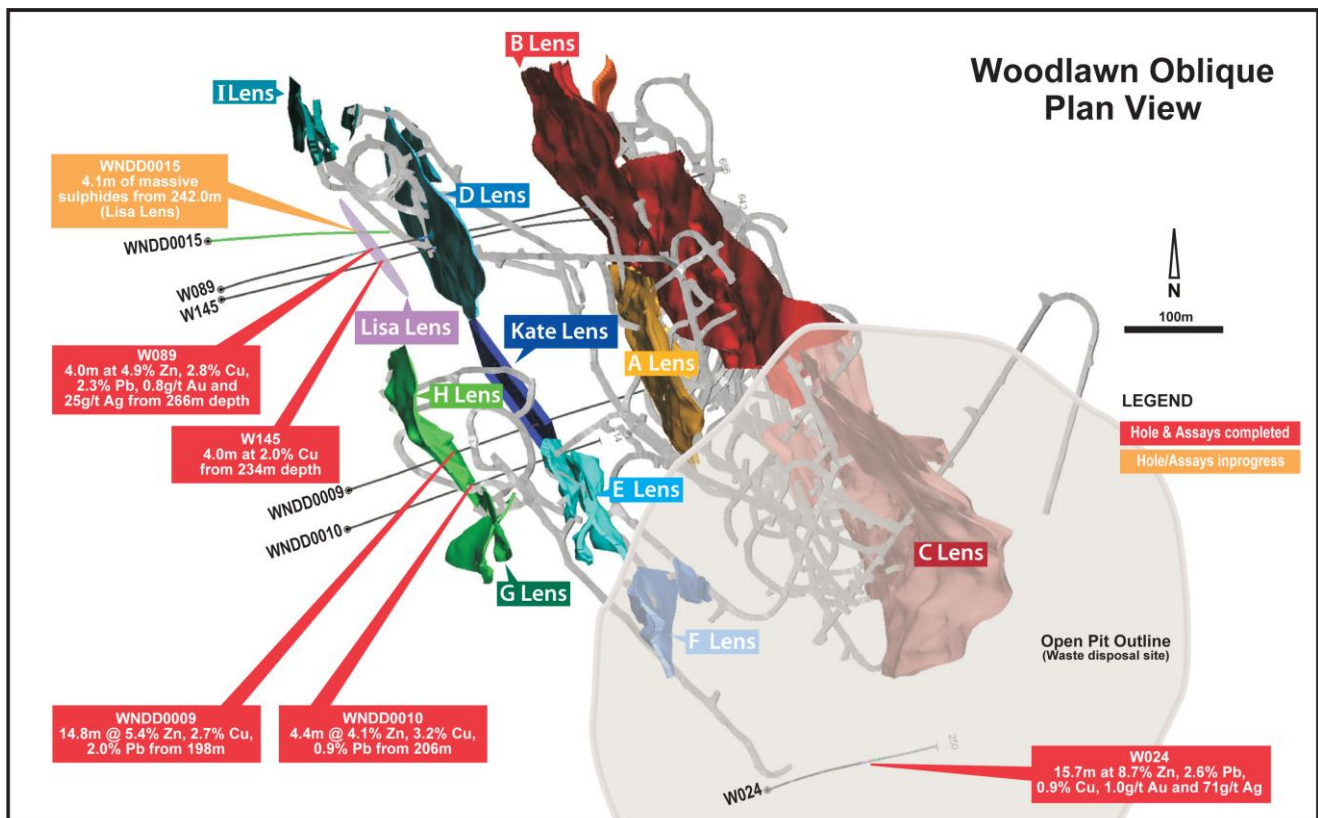 Woodlawn Oblique
Plan View
B Lens
I Lens
WNDD0015
4.1m of massive
sulphides from 242.0m
(Lisa Lens)
D Lens
WNDD0015
W089
W145
Lisa Lens
Kate Lens
A Lens
N
100m
W089
4.0m at 4.9% Zn, 2.8% Cu,
2.3% Pb, 0.8g/t Au and
25g/t Ag from 266m depth
H Lens
LEGEND
Hole & Assays completed
Hole/Assays inprogress
W145
4.0m at 2.0% Cu
from 234m depth
WNDD0009
E Lens
WNDD0010
C Lens
G Lens
F Lens
Open Pit Outline
(Waste disposal site)
WNDD0009
14.8m @ 5.4% Zn, 2.7% Cu,
2.0% Pb from 198m
WNDD0010
4.4m @ 4.1% Zn, 3.2% Cu,
0.9% Pb from 206m
250
W024
W024
15.7m at 8.7% Zn, 2.6% Pb,
0.9% Cu, 1.0g/t Au and 71g/t Ag